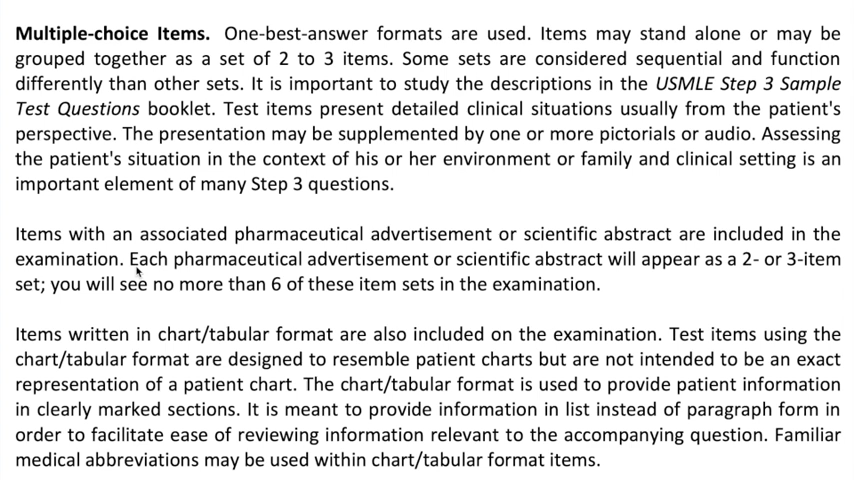 Multiple-choice Items. One-best-answer formats are used. Items may stand alone or may be
grouped together as a set of 2 to 3 items. Some sets are considered sequential and function
differently than other sets. It is important to study the descriptions in the USMLE Step 3 Sample
Test Questions booklet. Test items present detailed clinical situations usually from the patient's
perspective. The presentation may be supplemented by one or more pictorials or audio. Assessing
the patient's situation in the context of his or her environment or family and clinical setting is an
important element of many Step 3 questions.
Items with an associated pharmaceutical advertisement or scientific abstract are included in the
examination. Each pharmaceutical advertisement or scientific abstract will appear as a 2- or 3-item
set; you will see no more than 6 of these item sets in the examination.
Items written in chart/tabular format are also included on the examination. Test items using the
chart/tabular format are designed to resemble patient charts but are not intended to be an exact
representation of a patient chart. The chart/tabular format is used to provide patient information
in clearly marked sections. It is meant to provide information in list instead of paragraph form in
order to facilitate ease of reviewing information relevant to the accompanying question. Familiar
medical abbreviations may be used within chart/tabular format items.